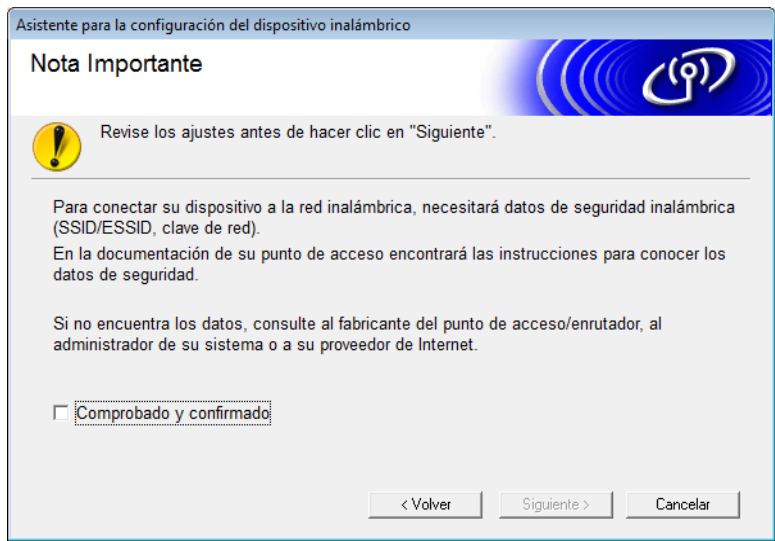 Asistente para la configuración del dispositivo inalámbrico
Nota Importante
Revise los ajustes antes de hacer clic en "Siguiente".
Para conectar su dispositivo a la red inalámbrica, necesitará datos de seguridad inalámbrica
(SSID/ESSID, clave de red).
En la documentación de su punto de acceso encontrará las instrucciones para conocer los
datos de seguridad.
Si no encuentra los datos, consulte al fabricante del punto de acceso/enrutador, al
administrador de su sistema o a su proveedor de Internet.
Comprobado y confirmado
< Volver
Siguiente >
Cancelar